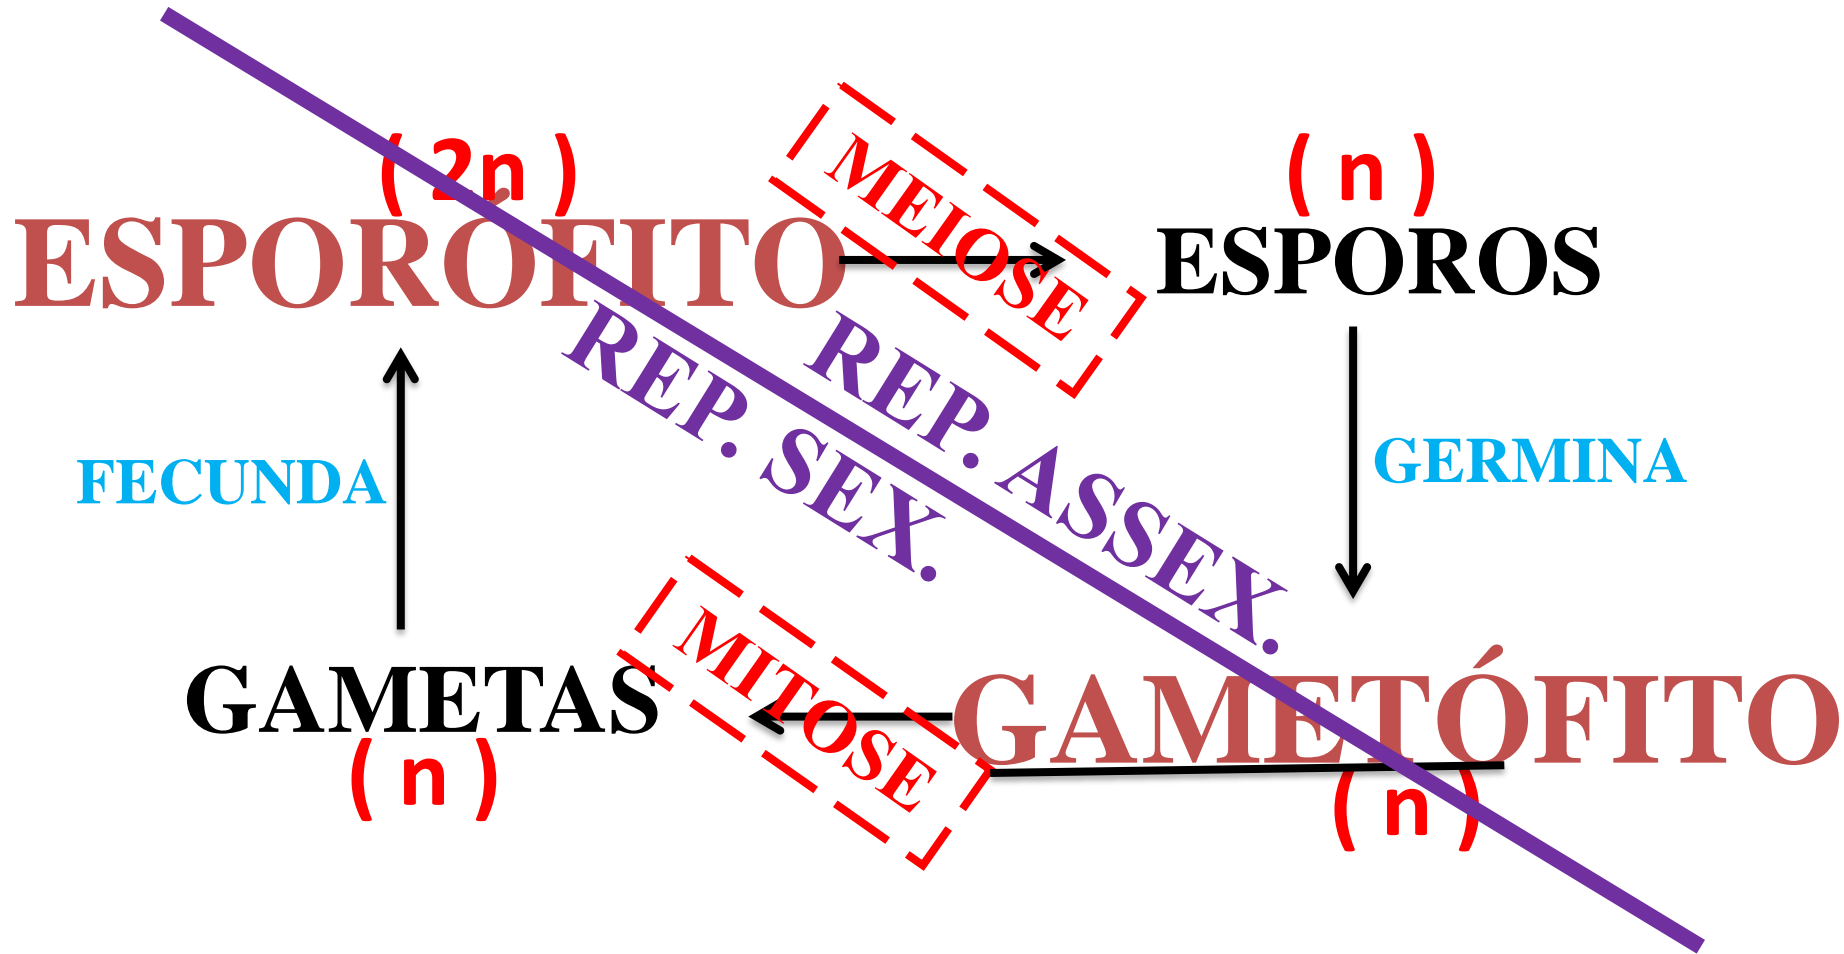 ( 2n )
ESPORÓFITO
MEIOSE
( n )
ESPOROS
REP. ASSEX.
REP. SEX.
FECUNDA
GERMINA
GAMETAS
( n )
MITOSE
GAMETÓFITO
( n )